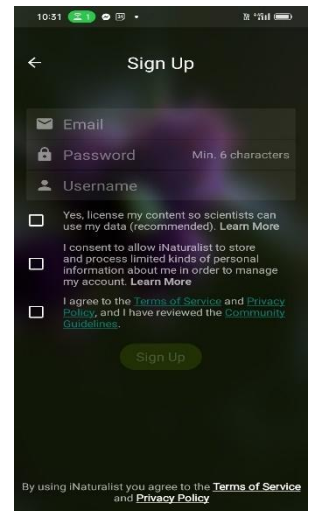 10:31
Sign Up
Email
Password Min. 6 characters
Username
Yes, license my content so scientists can
use my data (recommended). Learn More
I consent to allow iNaturalist to store
and process limited kinds of personal
information about me in order to manage
my account. Learn More
I agree to the Terms of Service and Privacy
Policy, and I have reviewed the Community
Guidelines.
Sign Up
By using iNaturalist you agree to the Terms of Service
and Privacy Policy